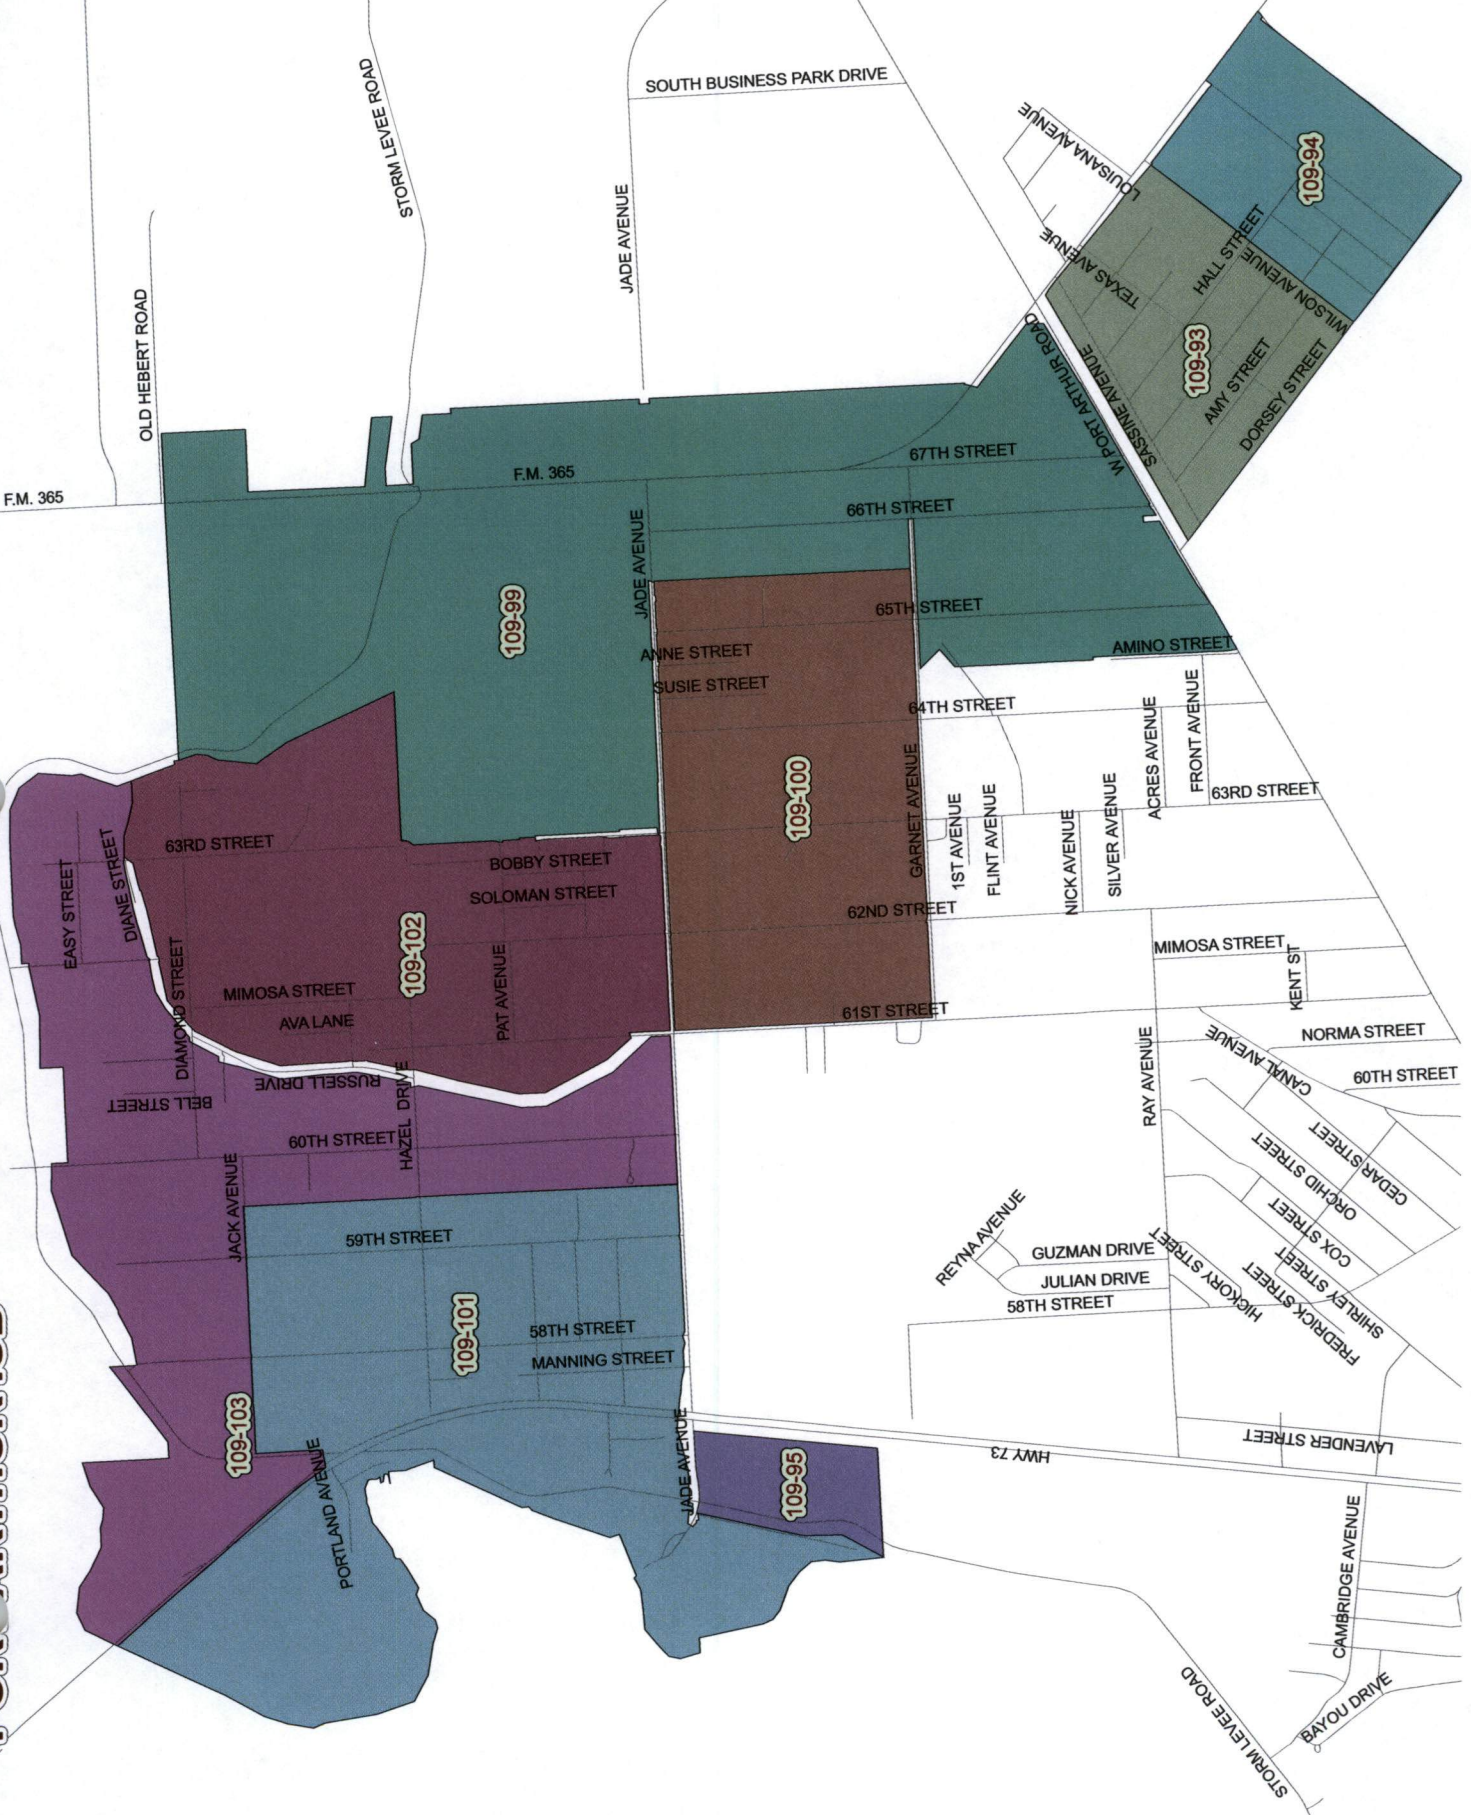 SOUTH BUSINESS PARK DRIVE
STORM LEVEE ROAD
LOUISANA AVENUE
109-94
JADE AVENUE
TEXAS AVENUE
HALL STREET
WILSON AVENUE
OLD HEBERT ROAD
W PORT ARTHUR ROAD
109-93
SASSINE AVENUE
AMY STREET
DORSEY STREET
67TH STREET
F.M. 365
F.M. 365
66TH STREET
JADE AVENUE
109-99
65TH STREET
ANNE STREET
AMINO STREET
SUSIE STREET
64TH STREET
FRONT AVENUE
ACRES AVENUE
109-100
GARNET AVENUE
63RD STREET
1ST AVENUE
FLINT AVENUE
NICK AVENUE
SILVER AVENUE
63RD STREET
DIANE STREET
EASY STREET
BOBBY STREET
SOLOMAN STREET
62ND STREET
109-102
DIAMOND STREET
MIMOSA STREET
KENT ST
MIMOSA STREET
PAT AVENUE
AVA LANE
61ST STREET
NORMA STREET
CANAL AVENUE
RAY AVENUE
60TH STREET
RUSSELL DRIVE
BELL STREET
HAZEL DRIVE
60TH STREET
CEDAR STREET
ORCHID STREET
JACK AVENUE
COX STREET
59TH STREET
REYNA AVENUE
GUZMAN DRIVE
HICKORY STREET
SHIRLEY STREET
JULIAN DRIVE
FREDRICK STREET
58TH STREET
109-101
58TH STREET
MANNING STREET
109-103
JADE AVENUE
HWY 73
LAVENDER STREET
109-95
PORTLAND AVENUE
CAMBRIDGE AVENUE
STORM LEVEE ROAD
BAYOU DRIVE